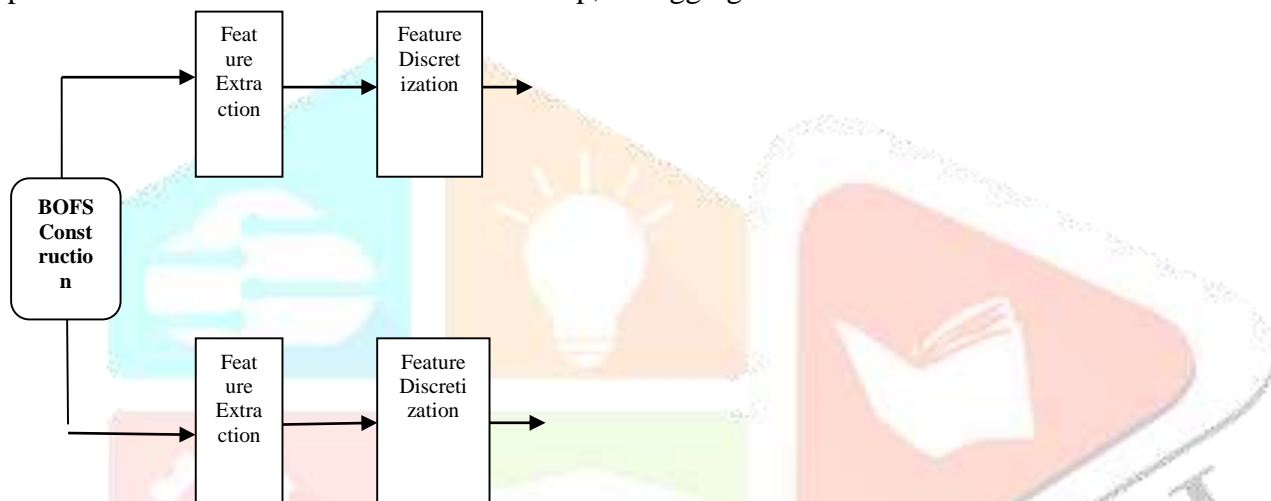 Feat
ure
Extra
ction
Feature
Discret
ization
BOFS
Const
ructio
n
Feat
ure
Extra
ction
Feature
Discreti
zation